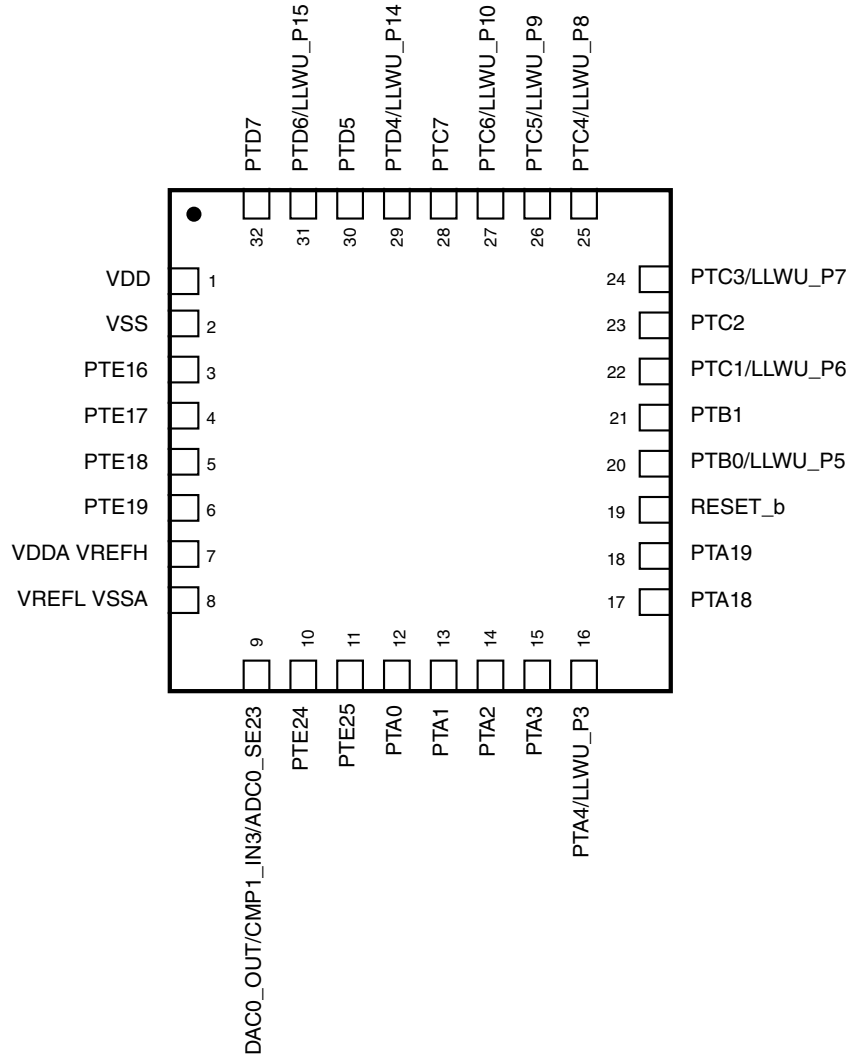 PTD7
PTD6/LLWU_P15
PTD5
PTD4/LLWU_P14
PTC7
PTC6/LLWU_P10
PTC5/LLWU_P9
PTC4/LLWU_P8
32
31
30
29
28
27
26
25
VDD 1
VSS 2
PTE16 3
PTE17 4
PTE18 5
PTE19 6
VDDA VREFH 7
VREFL VSSA 8
24 PTC3/LLWU_P7
23 PTC2
22 PTC1/LLWU_P6
21 PTB1
20 PTB0/LLWU_P5
19 RESET_b
18 PTA19
17 PTA18
9
10
11
12
13
14
15
16
DAC0_OUT/CMP1_IN3/ADC0_SE23
PTE24
PTE25
PTA0
PTA1
PTA2
PTA3
PTA4/LLWU_P3